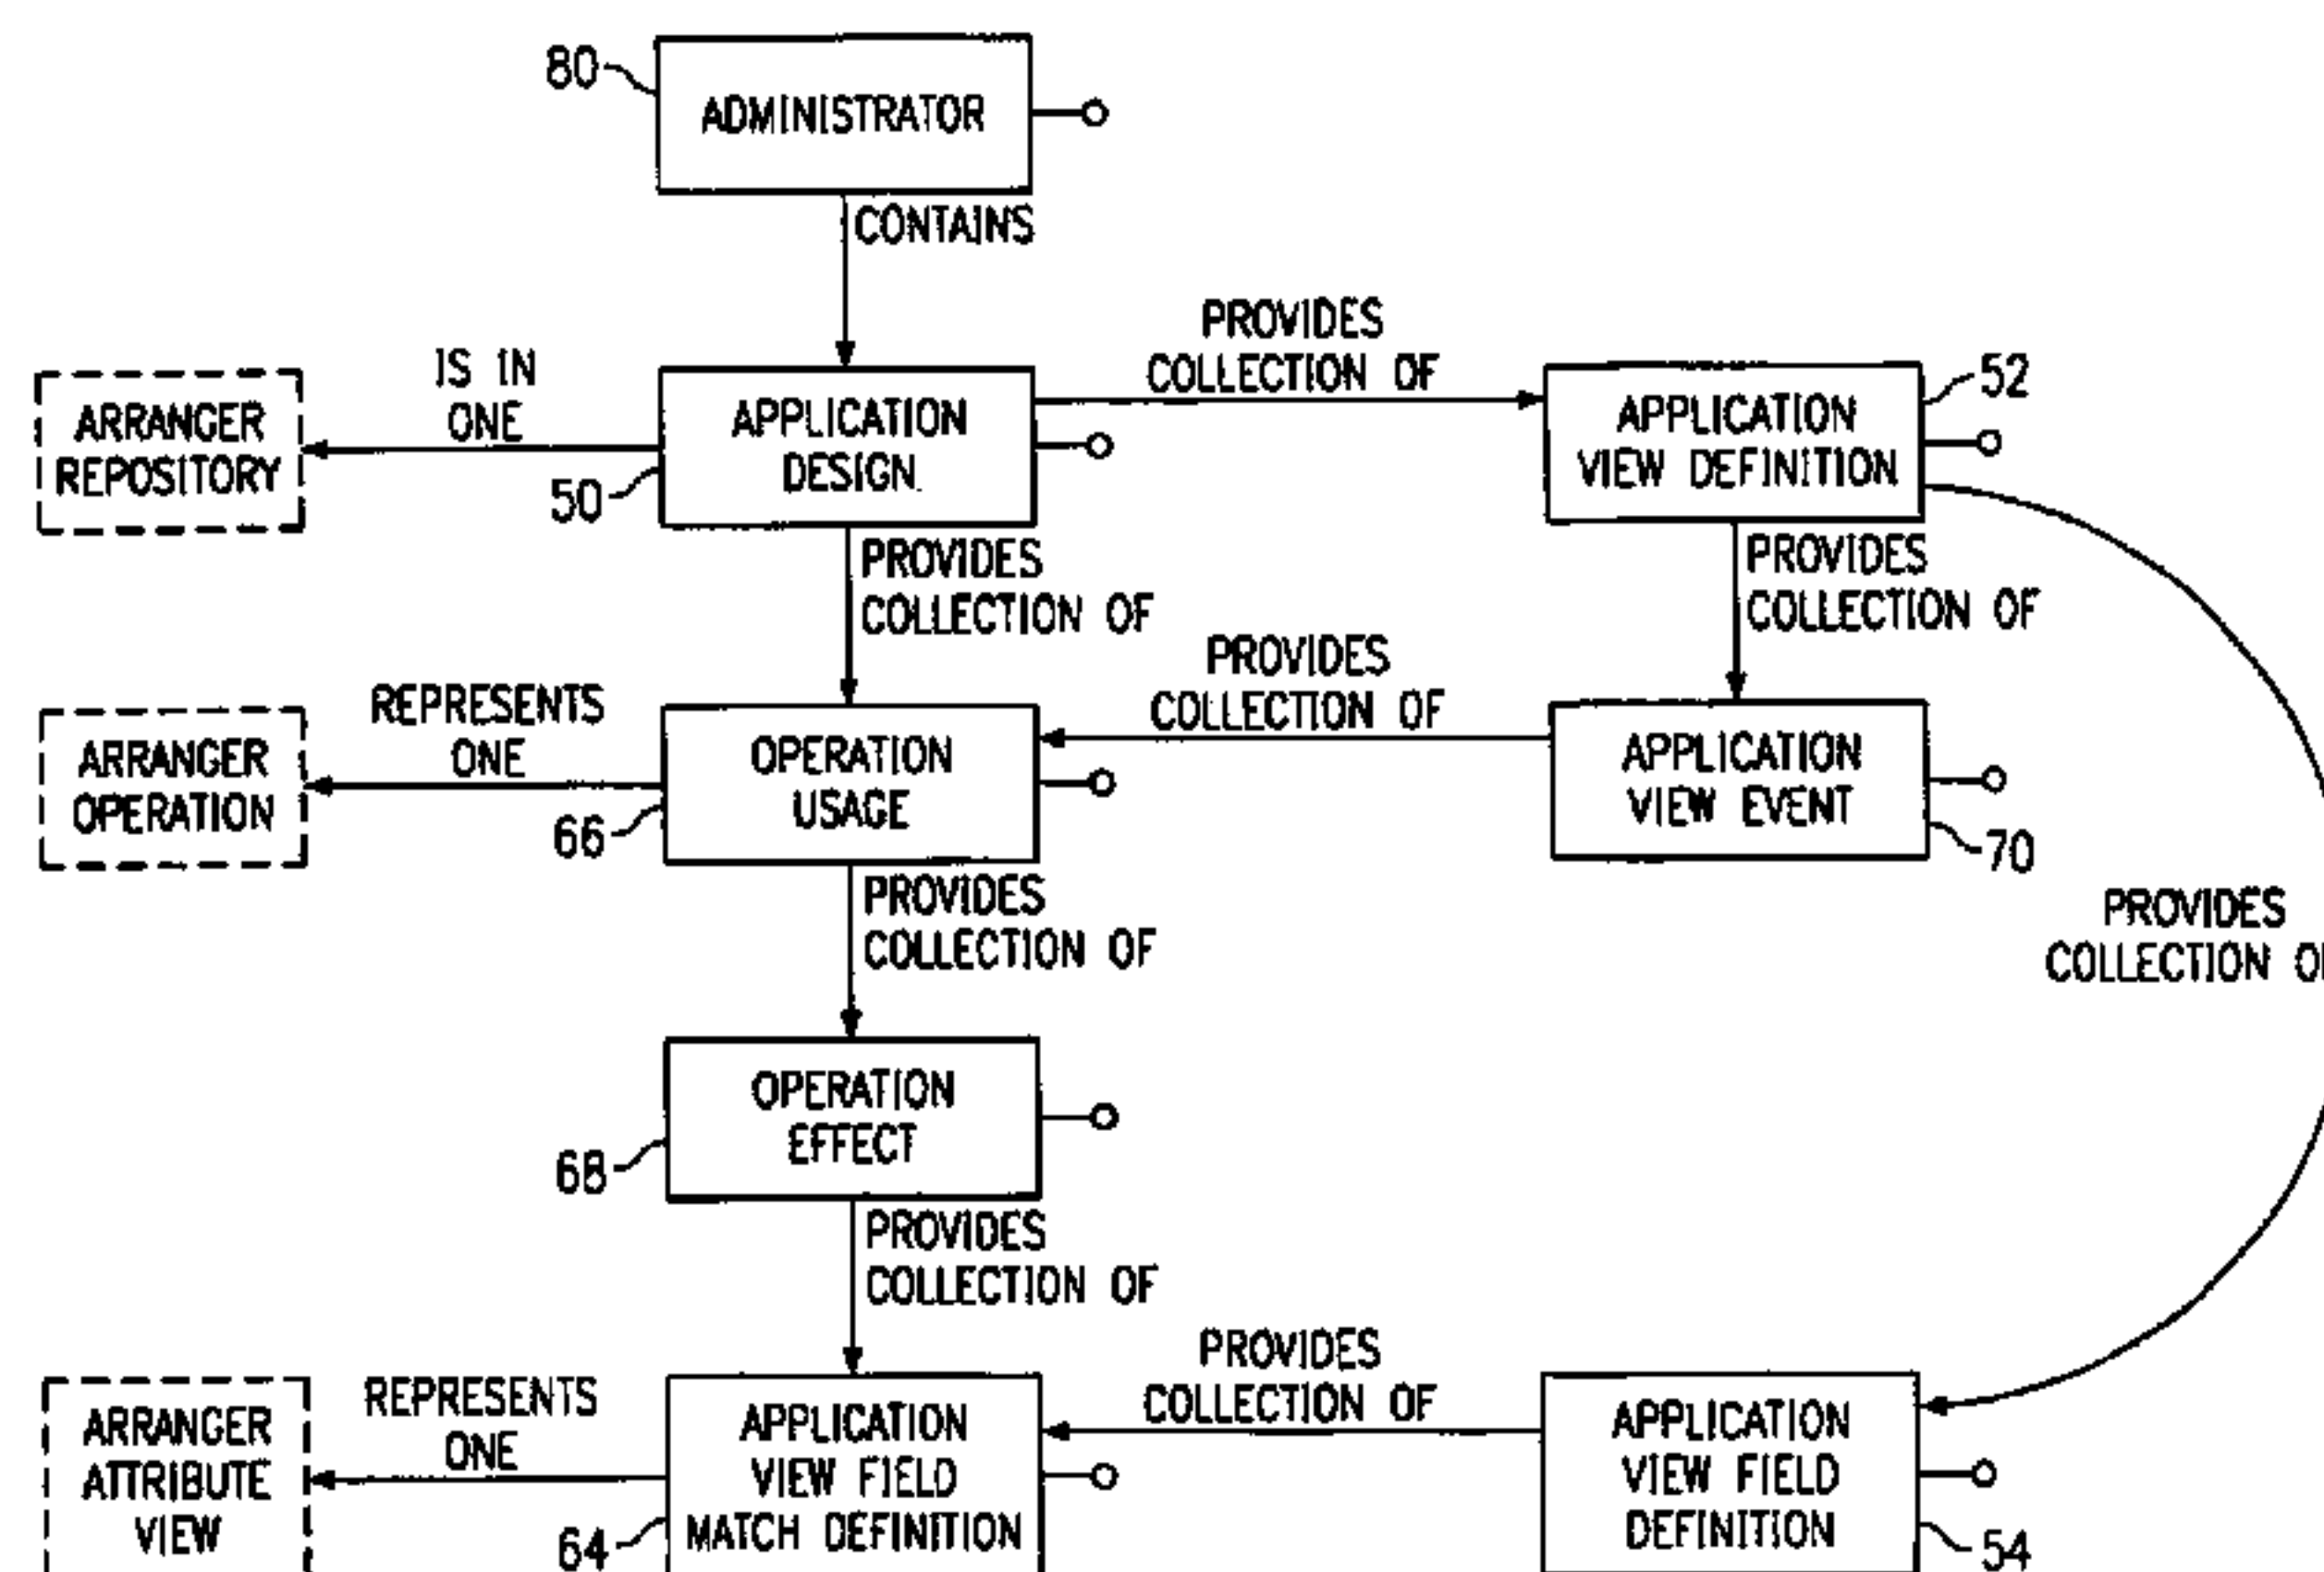 80
ADMINISTRATOR
CONTAINS
PROVIDES
COLLECTION OF
IS IN
ONE
ARRANGER
REPOSITORY
APPLICATION
DESIGN
50
APPLICATION
VIEW DEFINITION
52
PROVIDES
COLLECTION OF
PROVIDES
COLLECTION OF
PROVIDES
COLLECTION OF
REPRESENTS
ONE
ARRANGER
OPERATION
OPERATION
USAGE
66
APPLICATION
VIEW EVENT
70
PROVIDES
COLLECTION OF
PROVIDES
COLLECTION
OPERATION
EFFECT
68
PROVIDES
COLLECTION OF
PROVIDES
COLLECTION OF
REPRESENTS
ONE
ARRANGER
ATTRIBUTE
VIEW
APPLICATION
VIEW FIELD
MATCH DEFINITION
64
APPLICATION
VIEW FIELD
DEFINITION
54